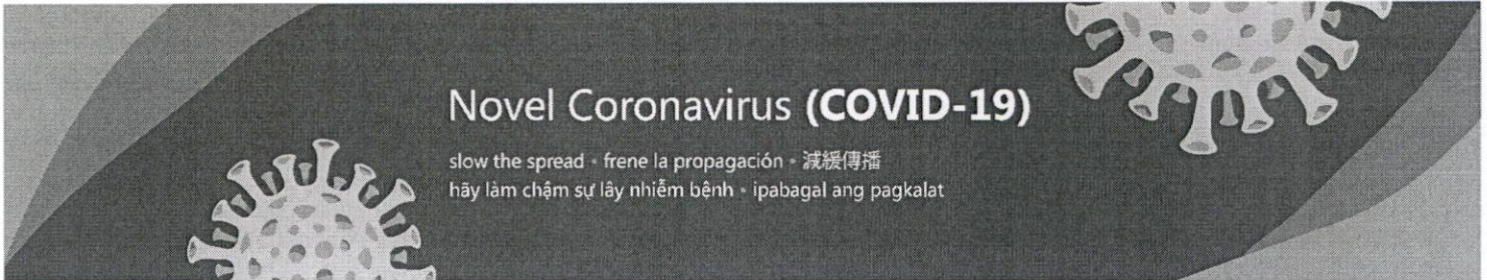 Novel Coronavirus (COVID-19)
slow the spread • frene la propagación • 減緩傳播
hãy làm chậm sự lây nhiễm bệnh • ipabagal ang pagkalat